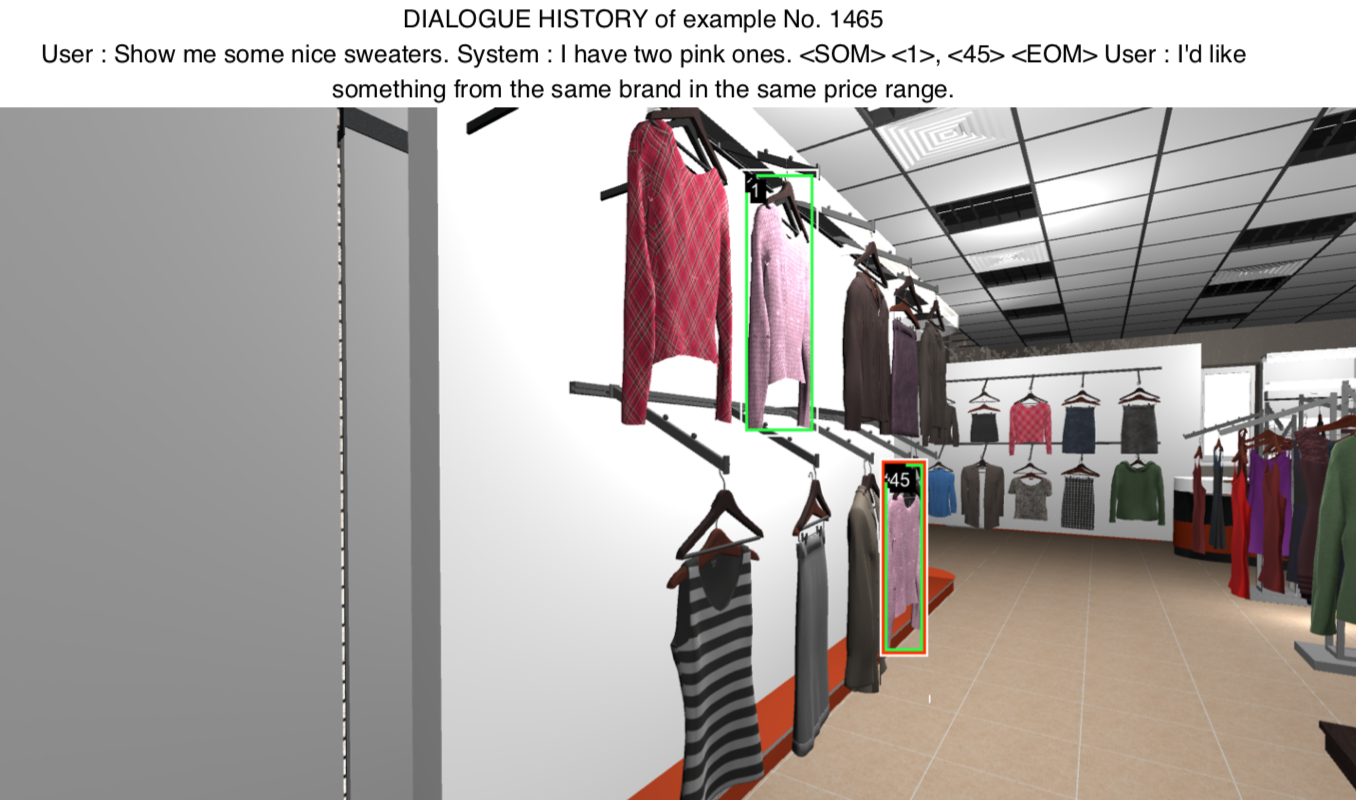 DIALOGUE HISTORY of example No. 1465
User : Show me some nice sweaters. System : I have two pink ones. <SOM> <1>, <45> <EOM> User : I'd like
something from the same brand in the same price range.
1
45